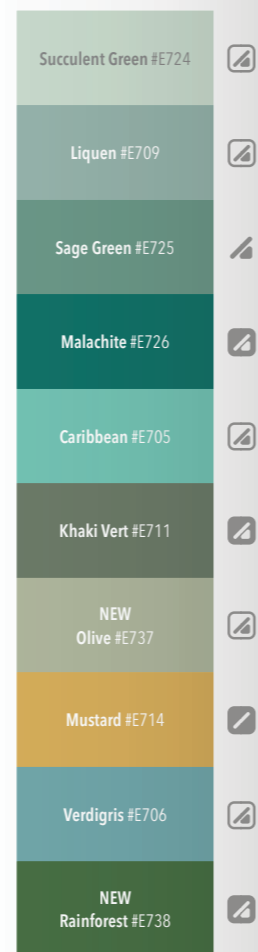 Succulent Green #E724
Liquen #E709
Sage Green #E725
Malachite #E726
Caribbean #E705
Khaki Vert #E711
NEW
Olive #E737
Mustard #E714
Verdigris #E706
NEW
Rainforest #E738